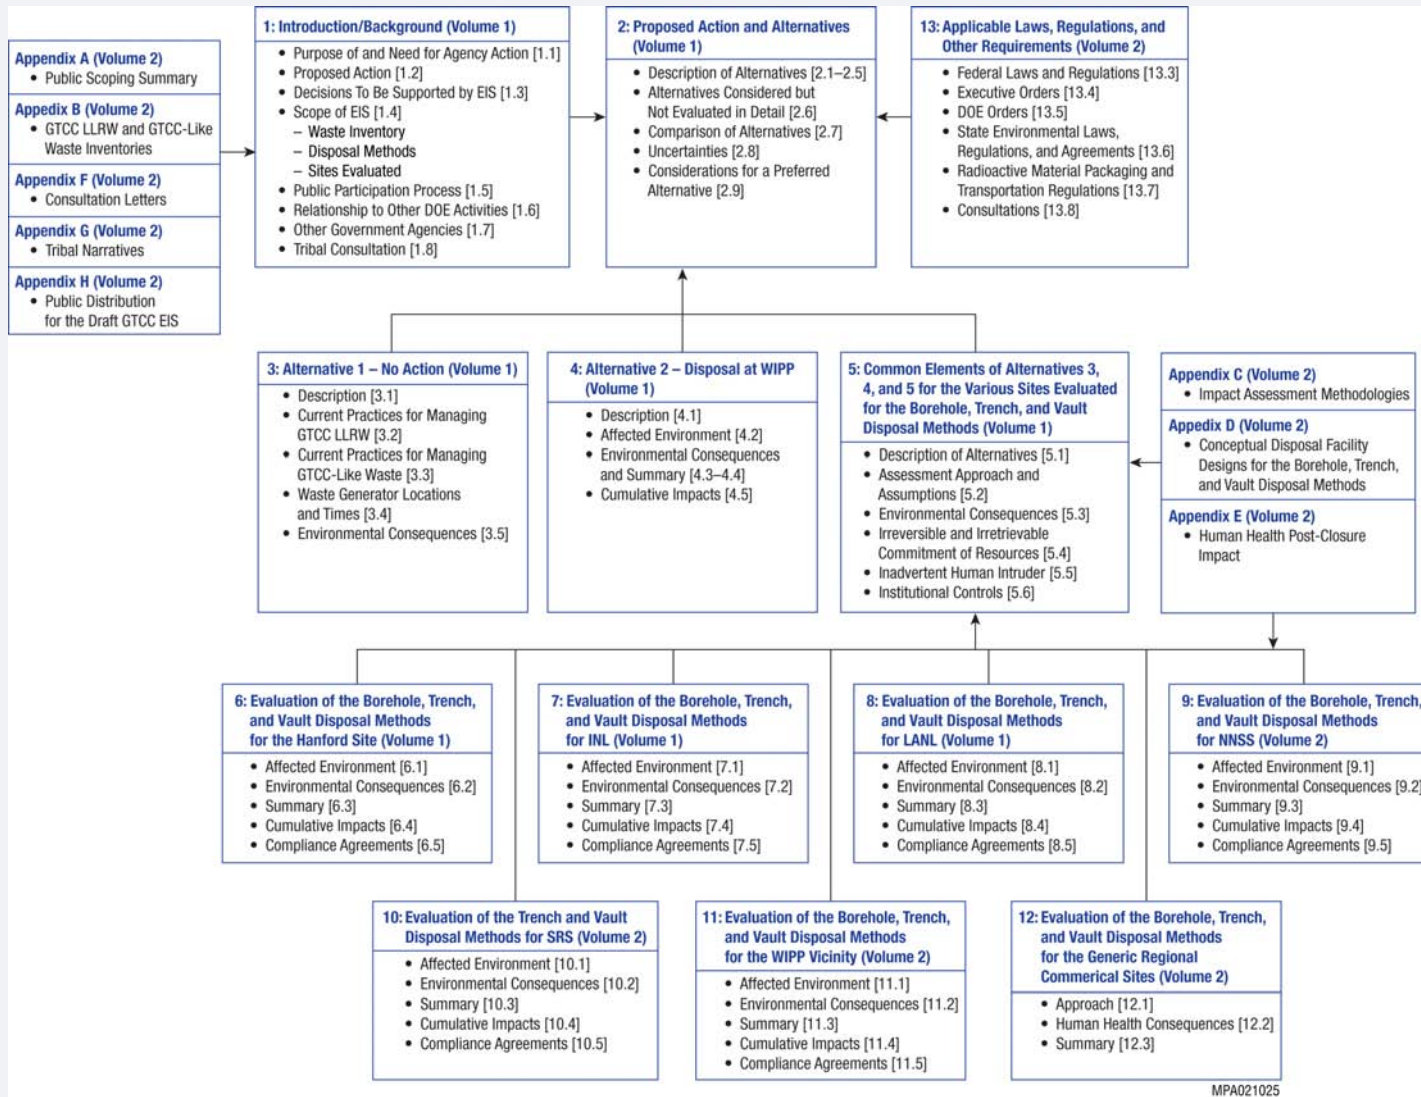 Appendix A (Volume 2)
• Public Scoping Summary
Appedix B (Volume 2)
• GTCC LLRW and GTCC-Like
Waste Inventories
Appendix F (Volume 2)
• Consultation Letters
Appendix G (Volume 2)
• Tribal Narratives
Appendix H (Volume 2)
• Public Distribution
for the Draft GTCC EIS
1: Introduction/Background (Volume 1)
• Purpose of and Need for Agency Action [1.1]
• Proposed Action [1.2]
• Decisions To Be Supported by EIS [1.3]
• Scope of EIS [1.4]
– Waste Inventory
– Disposal Methods
– Sites Evaluated
• Public Participation Process [1.5]
• Relationship to Other DOE Activities [1.6]
• Other Government Agencies [1.7]
• Tribal Consultation [1.8]
2: Proposed Action and Alternatives
(Volume 1)
• Description of Alternatives [2.1–2.5]
• Alternatives Considered but
Not Evaluated in Detail [2.6]
• Comparison of Alternatives [2.7]
• Uncertainties [2.8]
• Considerations for a Preferred
Alternative [2.9]
13: Applicable Laws, Regulations, and
Other Requirements (Volume 2)
• Federal Laws and Regulations [13.3]
• Executive Orders [13.4]
• DOE Orders [13.5]
• State Environmental Laws,
Regulations, and Agreements [13.6]
• Radioactive Material Packaging and
Transportation Regulations [13.7]
• Consultations [13.8]
3: Alternative 1 – No Action (Volume 1)
• Description [3.1]
• Current Practices for Managing
GTCC LLRW [3.2]
• Current Practices for Managing
GTCC-Like Waste [3.3]
• Waste Generator Locations
and Times [3.4]
• Environmental Consequences [3.5]
4: Alternative 2 – Disposal at WIPP
(Volume 1)
• Description [4.1]
• Affected Environment [4.2]
• Environmental Consequences
and Summary [4.3–4.4]
• Cumulative Impacts [4.5]
5: Common Elements of Alternatives 3,
4, and 5 for the Various Sites Evaluated
for the Borehole, Trench, and Vault
Disposal Methods (Volume 1)
• Description of Alternatives [5.1]
• Assessment Approach and
Assumptions [5.2]
• Environmental Consequences [5.3]
• Irreversible and Irretrievable
Commitment of Resources [5.4]
• Inadvertent Human Intruder [5.5]
• Institutional Controls [5.6]
Appendix C (Volume 2)
• Impact Assessment Methodologies
Appedix D (Volume 2)
• Conceptual Disposal Facility
Designs for the Borehole, Trench,
and Vault Disposal Methods
Appendix E (Volume 2)
• Human Health Post-Closure
Impact
6: Evaluation of the Borehole, Trench,
and Vault Disposal Methods
for the Hanford Site (Volume 1)
• Affected Environment [6.1]
• Environmental Consequences [6.2]
• Summary [6.3]
• Cumulative Impacts [6.4]
• Compliance Agreements [6.5]
7: Evaluation of the Borehole, Trench,
and Vault Disposal Methods
for INL (Volume 1)
• Affected Environment [7.1]
• Environmental Consequences [7.2]
• Summary [7.3]
• Cumulative Impacts [7.4]
• Compliance Agreements [7.5]
8: Evaluation of the Borehole, Trench,
and Vault Disposal Methods
for LANL (Volume 1)
• Affected Environment [8.1]
• Environmental Consequences [8.2]
• Summary [8.3]
• Cumulative Impacts [8.4]
• Compliance Agreements [8.5]
9: Evaluation of the Borehole, Trench,
and Vault Disposal Methods
for NNSS (Volume 2)
• Affected Environment [9.1]
• Environmental Consequences [9.2]
• Summary [9.3]
• Cumulative Impacts [9.4]
• Compliance Agreements [9.5]
10: Evaluation of the Trench and Vault
Disposal Methods for SRS (Volume 2)
• Affected Environment [10.1]
• Environmental Consequences [10.2]
• Summary [10.3]
• Cumulative Impacts [10.4]
• Compliance Agreements [10.5]
11: Evaluation of the Borehole, Trench,
and Vault Disposal Methods
for the WIPP Vicinity (Volume 2)
• Affected Environment [11.1]
• Environmental Consequences [11.2]
• Summary [11.3]
• Cumulative Impacts [11.4]
• Compliance Agreements [11.5]
12: Evaluation of the Borehole, Trench,
and Vault Disposal Methods
for the Generic Regional
Commerical Sites (Volume 2)
• Approach [12.1]
• Human Health Consequences [12.2]
• Summary [12.3]
MPA021025